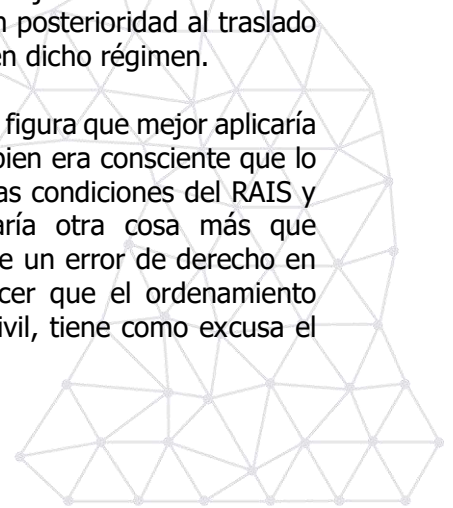 n posterioridad al traslado
en dicho régimen.
figura que mejor aplicaría
bien era consciente que lo
as condiciones del RAIS y
aría otra cosa más que
e un error de derecho en
cer que el ordenamiento
ivil, tiene como excusa el